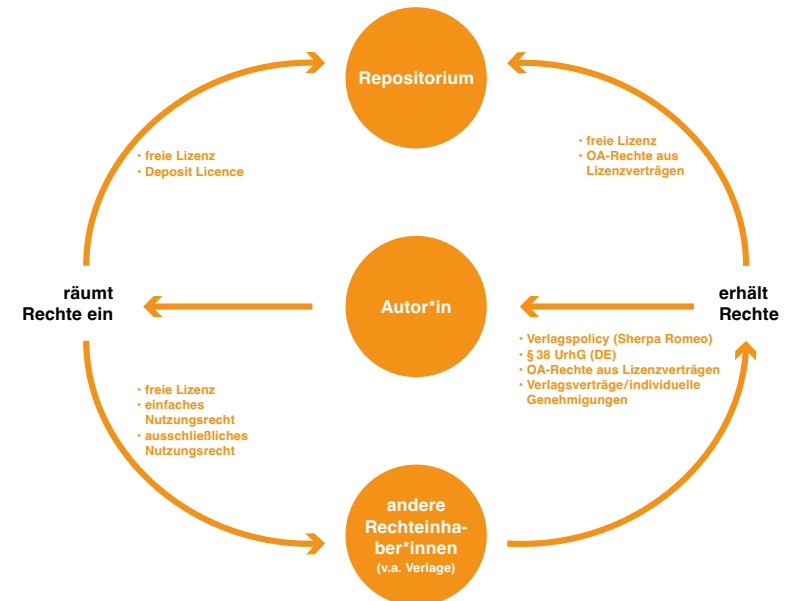 Repositorium
· freie Lizenz
· Deposit Licence
· freie Lizenz
· OA-Rechte aus
Lizenzverträgen
räumt
Rechte ein
Autor*in
erhält
Rechte
· Verlagspolicy (Sherpa Romeo)
· § 38 UrhG (DE)
· OA-Rechte aus Lizenzverträgen
· Verlagsverträge/individuelle
Genehmigungen
· freie Lizenz
· einfaches
Nutzungsrecht
· ausschließliches
Nutzungsrecht
andere
Rechteinha-
ber*innen
(v.a. Verlage)